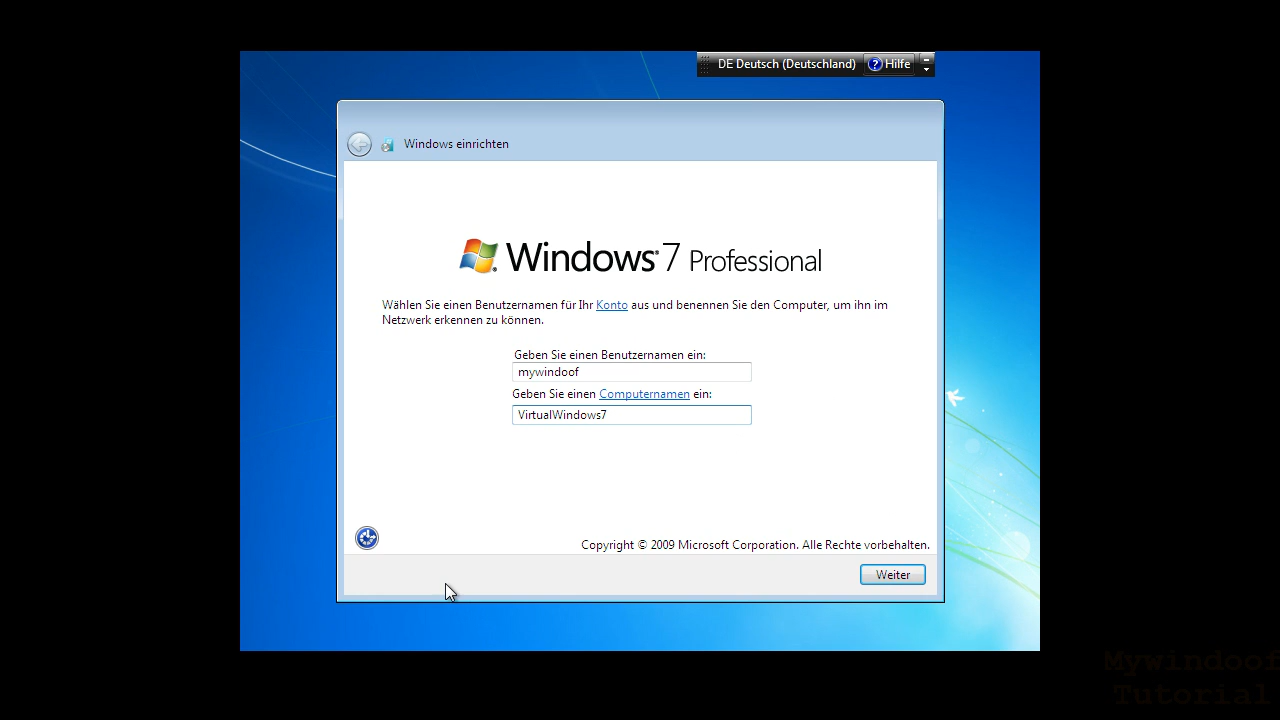 DE Deutsch (Deutschland) Hilfe
Windows einrichten
Windows 7 Professional
Wählen Sie einen Benutzernamen für Ihr Konto aus und benennen Sie den Computer, um ihn im
Netzwerk erkennen zu können.
Geben Sie einen Benutzernamen ein:
mywindoof
Geben Sie einen Computernamen ein:
VirtualWindows7
Copyright © 2009 Microsoft Corporation. Alle Rechte vorbehalten.
Weiter
Mywindoof
Tutorial